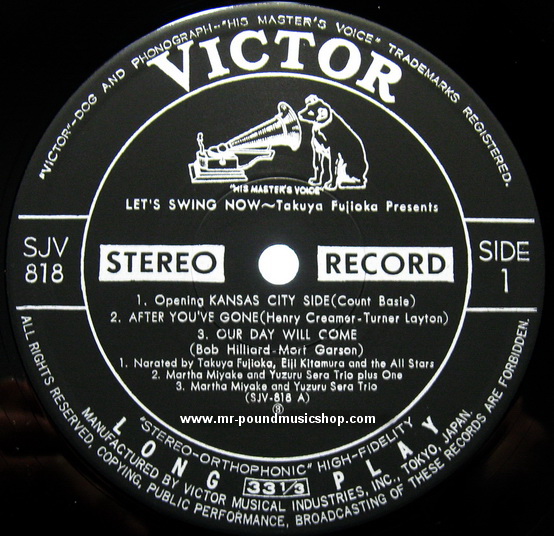 "VICTOR"–DOG AND PHONOGRAPH–"HIS MASTER'S VOICE" TRADEMARKS REGISTERED.
VICTOR
"HIS MASTER'S VOICE"
LET'S SWING NOW~Takuya Fujioka Presents
SJV
818
STEREO RECORD
SIDE
1
1. Opening KANSAS CITY SIDE(Count Basie)
2. AFTER YOU'VE GONE(Henry Creamer-Turner Layton)
3. OUR DAY WILL COME
(Bob Hilliard-Mort Garson)
1. Narrated by Takuya Fujioka, Eiji Kitamura and the All Stars
2. Martha Miyake and Yuzuru Sera Trio plus One
3. Martha Miyake and Yuzuru Sera Trio
(SJV-818 A)
www.mr-poundmusicshop.com
"STEREO-ORTHOPHONIC" HIGH-FIDELITY
LONG 33 1/3 PLAY
MANUFACTURED BY VICTOR MUSICAL INDUSTRIES, INC., TOKYO, JAPAN.
ALL RIGHTS RESERVED, COPYING, PUBLIC PERFORMANCE, BROADCASTING OF THESE RECORDS ARE FORBIDDEN.